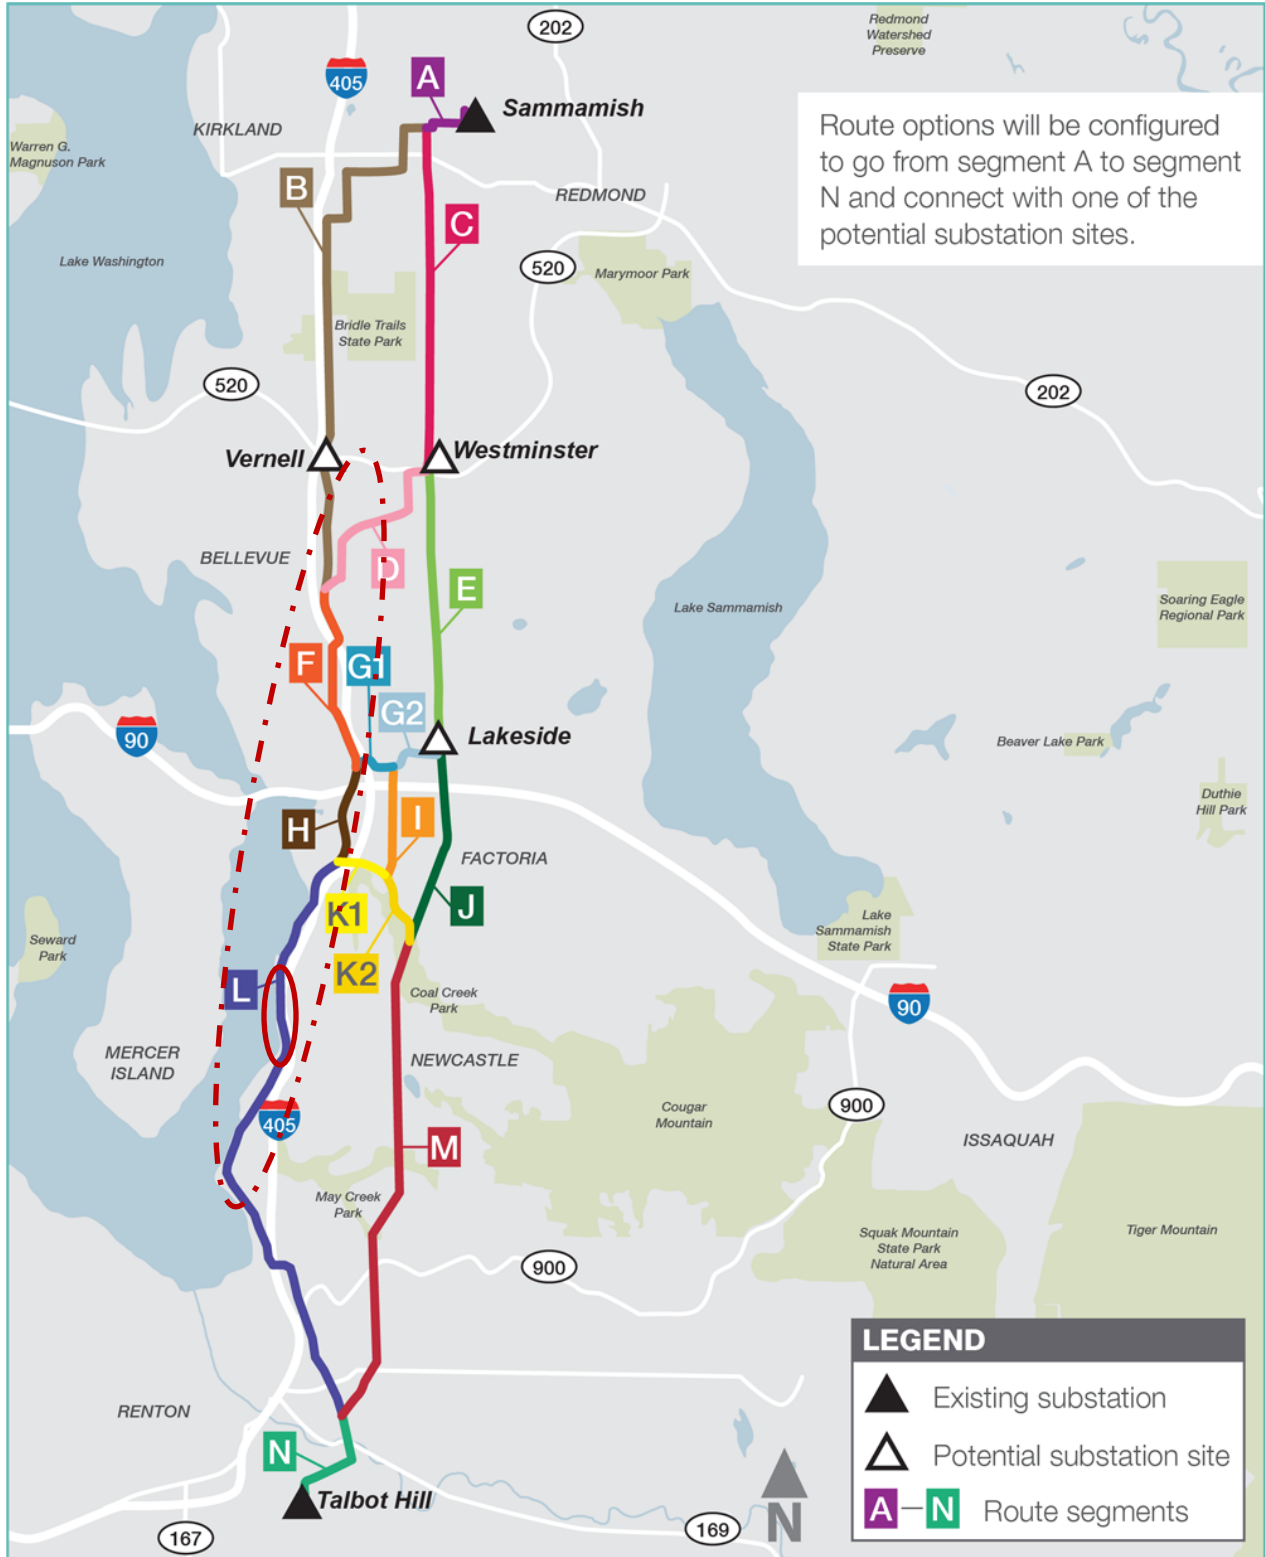 202
Redmond
Watershed
Preserve
405
A
Sammamish
KIRKLAND
Warren G.
Magnuson Park
Route options will be configured
to go from segment A to segment
N and connect with one of the
potential substation sites.
B
REDMOND
C
Lake Washington
520
Marymoor Park
Bridle Trails
State Park
520
202
Vernell
Westminster
BELLEVUE
D
E
Lake Sammamish
Soaring Eagle
Regional Park
F
G1
G2
90
Lakeside
Beaver Lake Park
Duthie
Hill Park
H
I
FACTORIA
K1
J
Lake
Sammamish
State Park
Seward
Park
K2
L
Coal Creek
Park
90
MERCER
ISLAND
NEWCASTLE
405
Cougar
Mountain
900
ISSAQUAH
M
May Creek
Park
Squak Mountain
State Park
Natural Area
Tiger Mountain
900
LEGEND
Existing substation
Potential substation site
A–N Route segments
RENTON
N
Talbot Hill
167
169
N